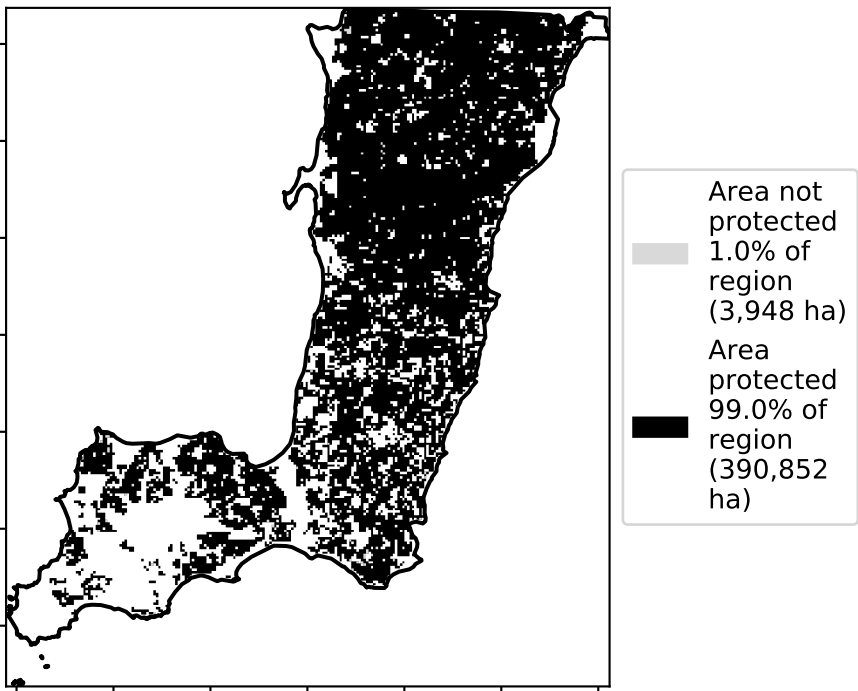 Area not
protected
1.0% of
region
(3,948 ha)
Area
protected
99.0% of
region
(390,852
ha)